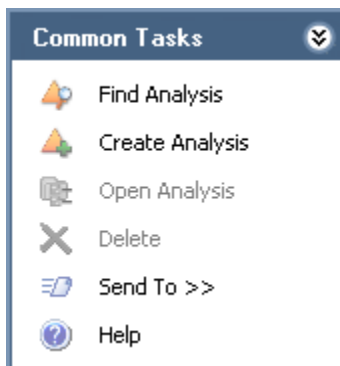 Common Tasks
Find Analysis
Create Analysis
Open Analysis
Delete
Send To >>
Help